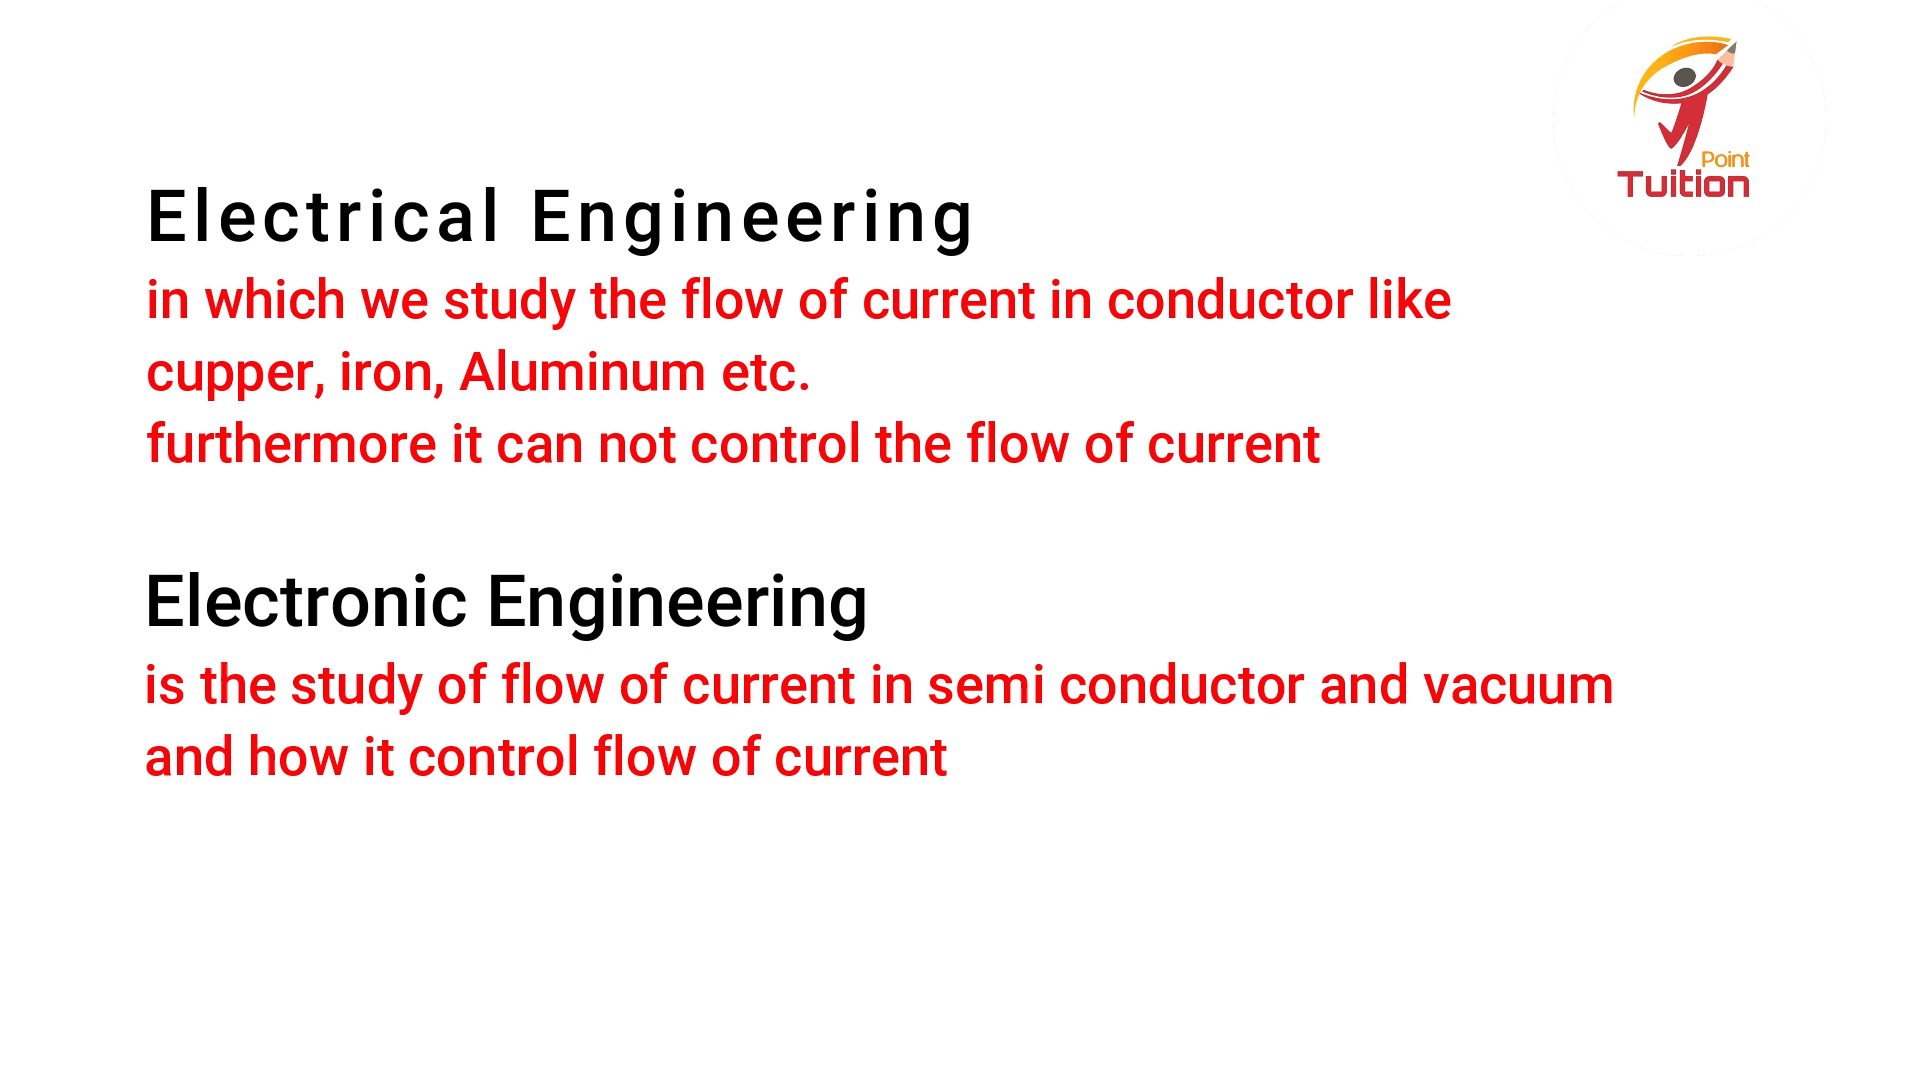 Point
Tuition
Electrical Engineering
in which we study the flow of current in conductor like
cupper, iron, Aluminum etc.
furthermore it can not control the flow of current
Electronic Engineering
is the study of flow of current in semi conductor and vacuum
and how it control flow of current